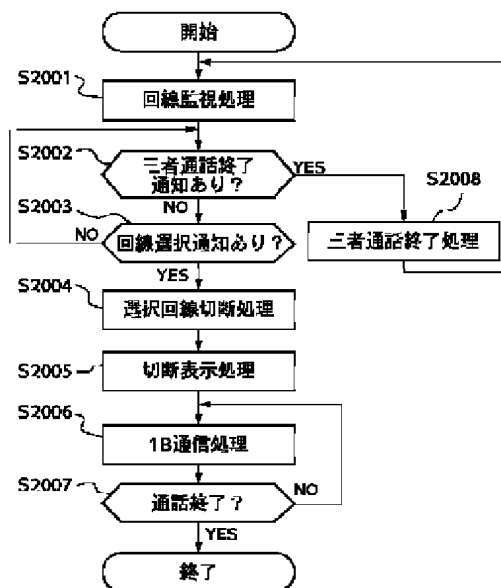 開始
S2001
回線監視処理
S2002
三者通話終了
通知あり？
YES
S2008
三者通話終了処理
NO
S2003
回線選択通知あり？
NO
YES
S2004
選択回線切断処理
S2005
切断表示処理
S2006
1B通信処理
S2007
通話終了？
NO
YES
終了